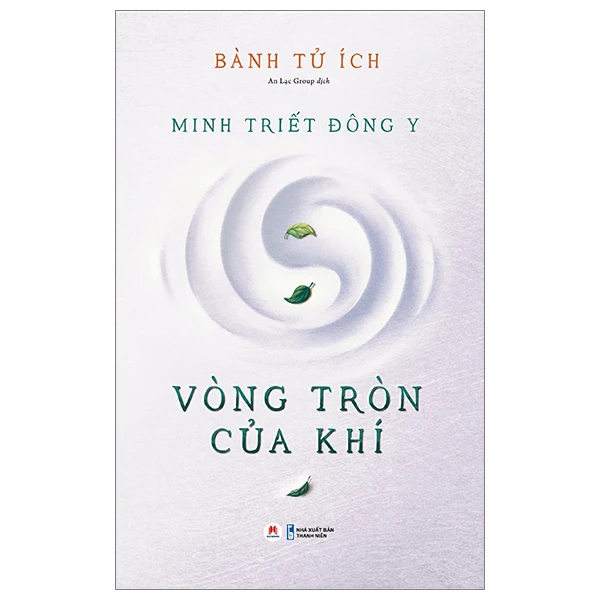 BÀNH TỬ ÍCH
An Lạc Group dịch
MINH TRIẾT ĐÔNG Y
VÒNG TRÒN
CỦA KHÍ
NHÀ XUẤT BẢN
THANH NIÊN